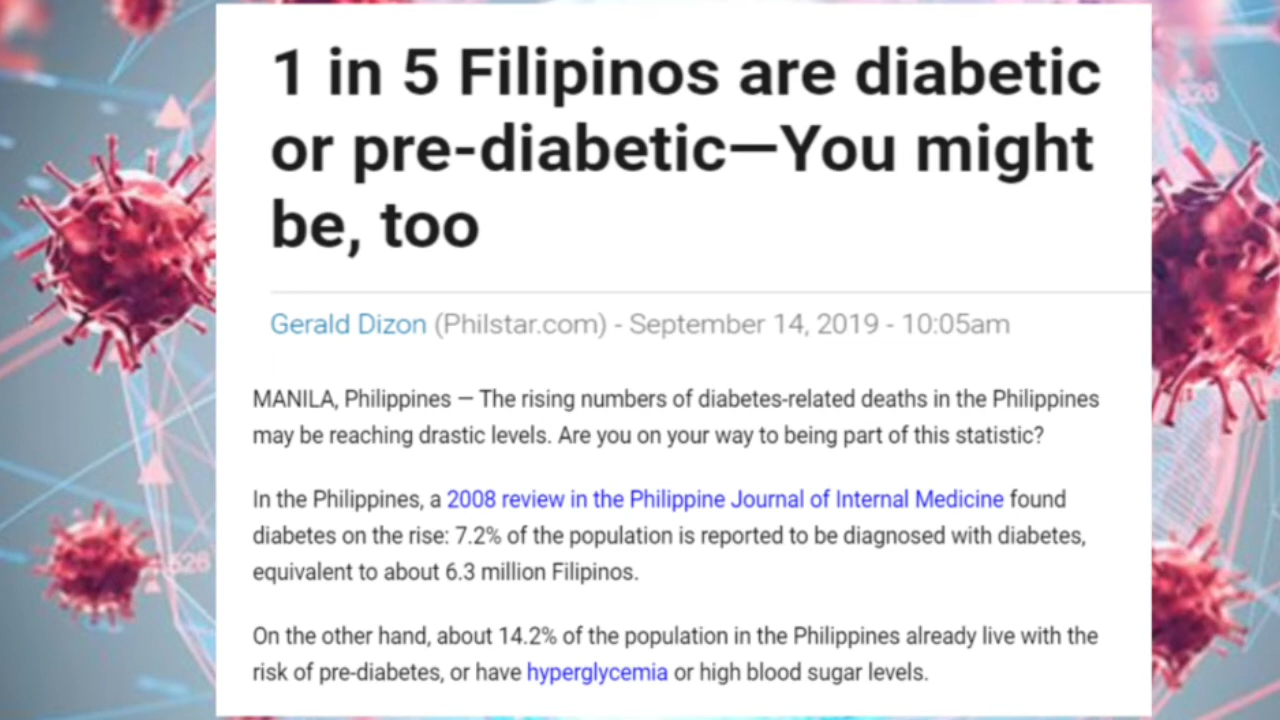 1 in 5 Filipinos are diabetic
or pre-diabetic—You might
be, too
Gerald Dizon (Philstar.com) - September 14, 2019 - 10:05am
MANILA, Philippines — The rising numbers of diabetes-related deaths in the Philippines
may be reaching drastic levels. Are you on your way to being part of this statistic?
In the Philippines, a 2008 review in the Philippine Journal of Internal Medicine found
diabetes on the rise: 7.2% of the population is reported to be diagnosed with diabetes,
equivalent to about 6.3 million Filipinos.
On the other hand, about 14.2% of the population in the Philippines already live with the
risk of pre-diabetes, or have hyperglycemia or high blood sugar levels.